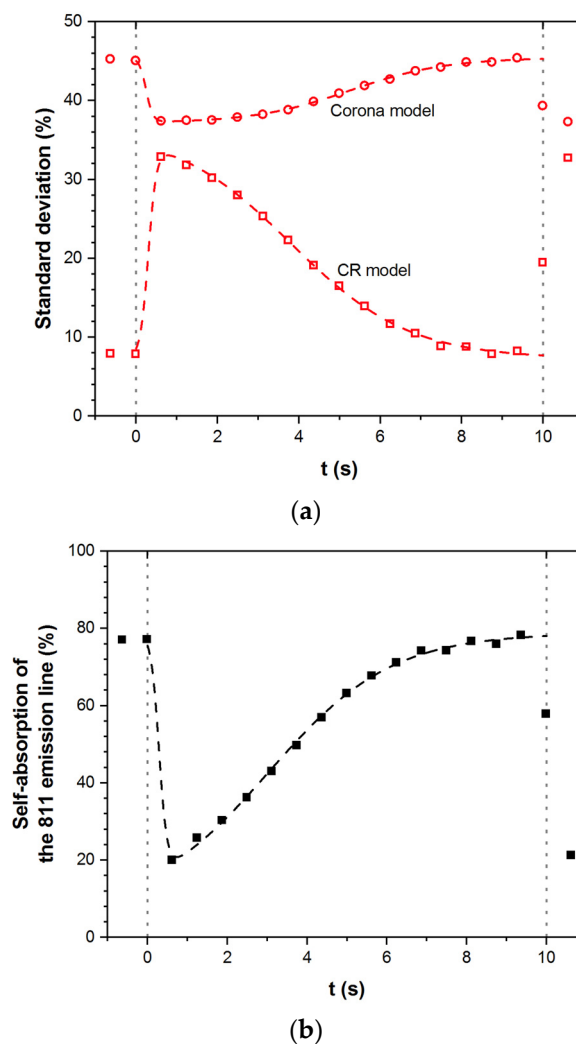 50
40
30
20
10
0
Standard deviation (%)
Corona model
CR model
0 2 4 6 8 10
t (s)
(a)
100
80
60
40
20
0
Self-absorption of
the 811 emission line (%)
0 2 4 6 8 10
t (s)
(b)